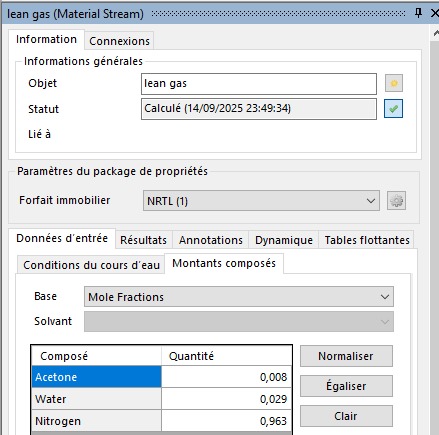 lean gas (Material Stream)
Information Connexions
Informations générales
Objet lean gas
Statut Calculé (14/09/2025 23:49:34)
Lié à
Paramètres du package de propriétés
Forfait immobilier NRTL (1)
Données d'entrée Résultats Annotations Dynamique Tables flottantes
Conditions du cours d'eau Montants composés
Base Mole Fractions
Solvant
Composé Quantité Normaliser
Acetone 0,008
Égaliser
Water 0,029
Nitrogen 0,963 Clair